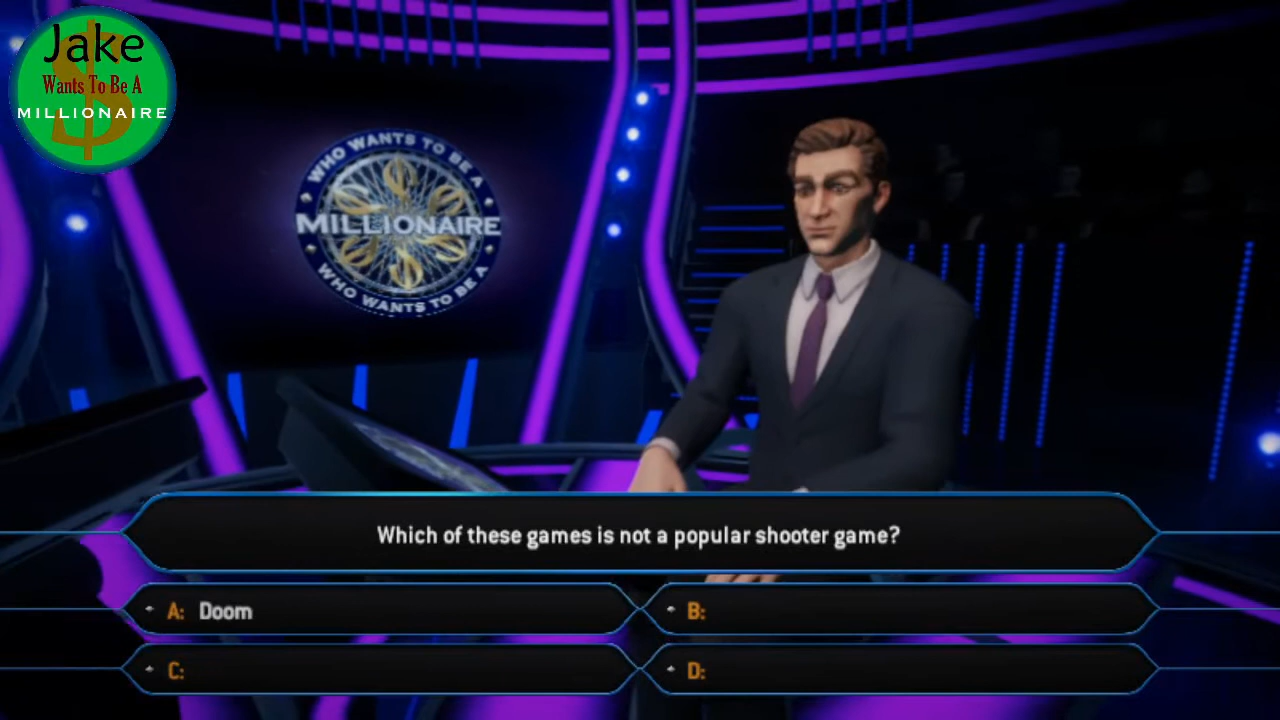 Jake
Wants To Be A
MILLIONAIRE
WHO WANTS TO BE A
MILLIONAIRE
WHO WANTS TO BE A
Which of these games is not a popular shooter game?
A: Doom
B:
C:
D: